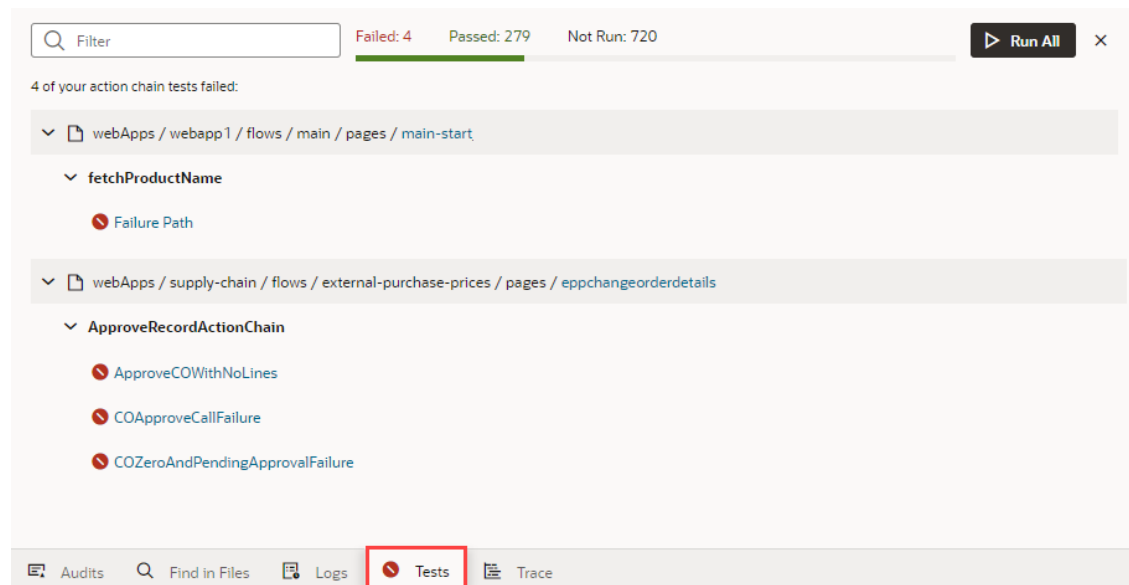 Filter
Failed: 4 Passed: 279 Not Run: 720
Run All
4 of your action chain tests failed:
webApps / webapp1 / flows / main / pages / main-start
fetchProductName
Failure Path
webApps / supply-chain / flows / external-purchase-prices / pages / eppchangeorderdetails
ApproveRecordActionChain
ApproveCOWithNoLines
COApproveCallFailure
COZeroAndPendingApprovalFailure
Audits Find in Files Logs Tests Trace